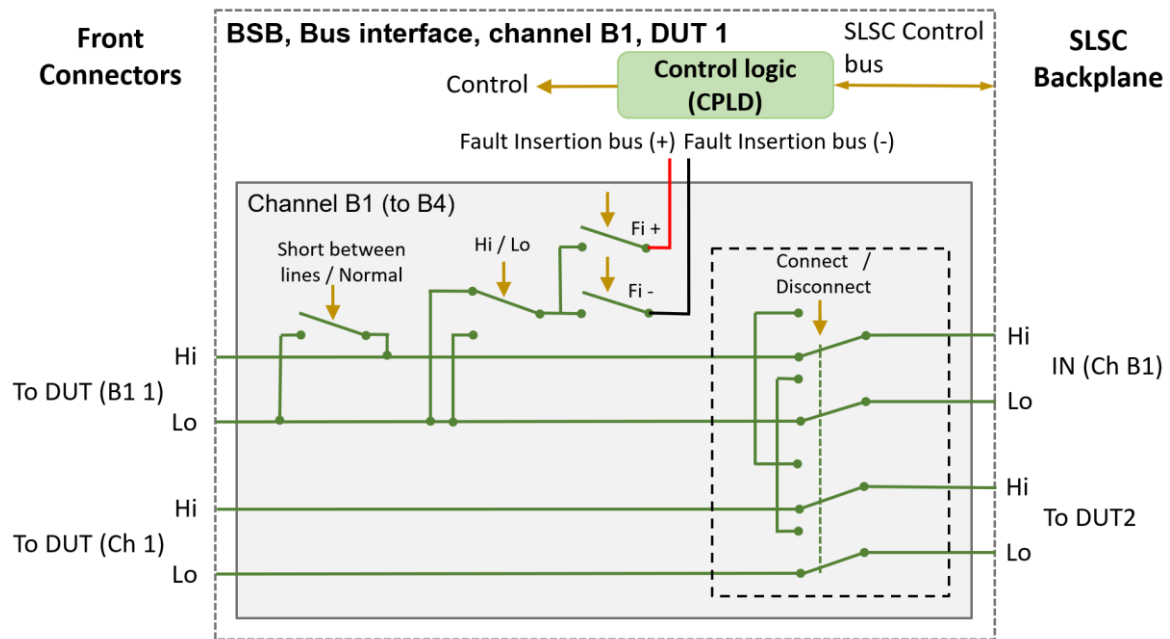 Front
Connectors
BSB, Bus interface, channel B1, DUT 1
SLSC
Backplane
Control
Control logic
(CPLD)
SLSC Control
bus
Fault Insertion bus (+)
Fault Insertion bus (-)
Channel B1 (to B4)
Short between
lines / Normal
Hi / Lo
Fi +
Fi -
Connect /
Disconnect
Hi
To DUT (B1 1)
Lo
Hi
IN (Ch B1)
Lo
Hi
To DUT (Ch 1)
Lo
Hi
To DUT2
Lo